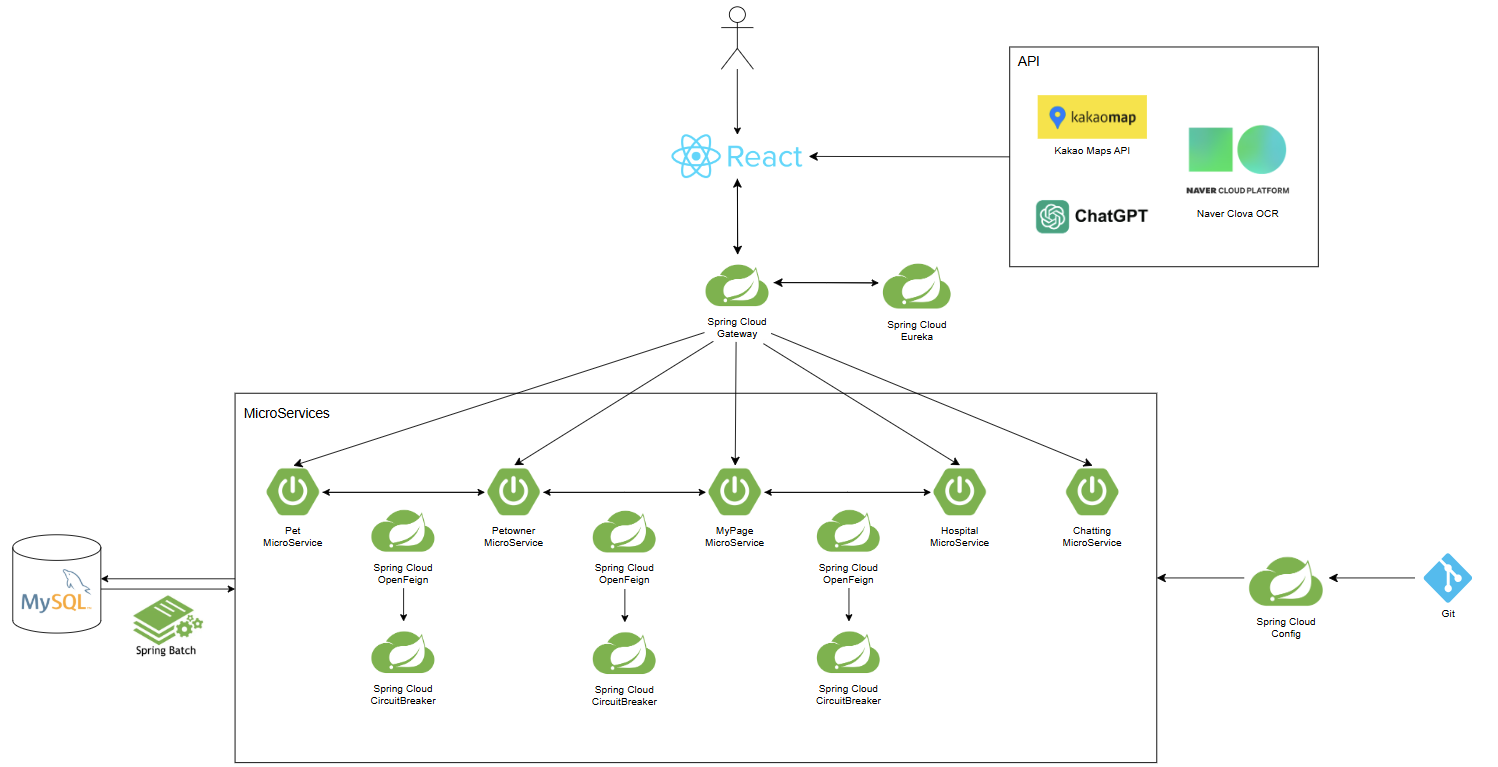 API
kakaomap
Kakao Maps API
NAVER CLOUD PLATFORM
Naver Clova OCR
ChatGPT
React
Spring Cloud
Gateway
Spring Cloud
Eureka
MicroServices
Pet
MicroService
Petowner
MicroService
MyPage
MicroService
Hospital
MicroService
Chatting
MicroService
Spring Cloud
OpenFeign
Spring Cloud
OpenFeign
Spring Cloud
OpenFeign
MySQL
Spring Batch
Spring Cloud
Config
Git
Spring Cloud
CircuitBreaker
Spring Cloud
CircuitBreaker
Spring Cloud
CircuitBreaker